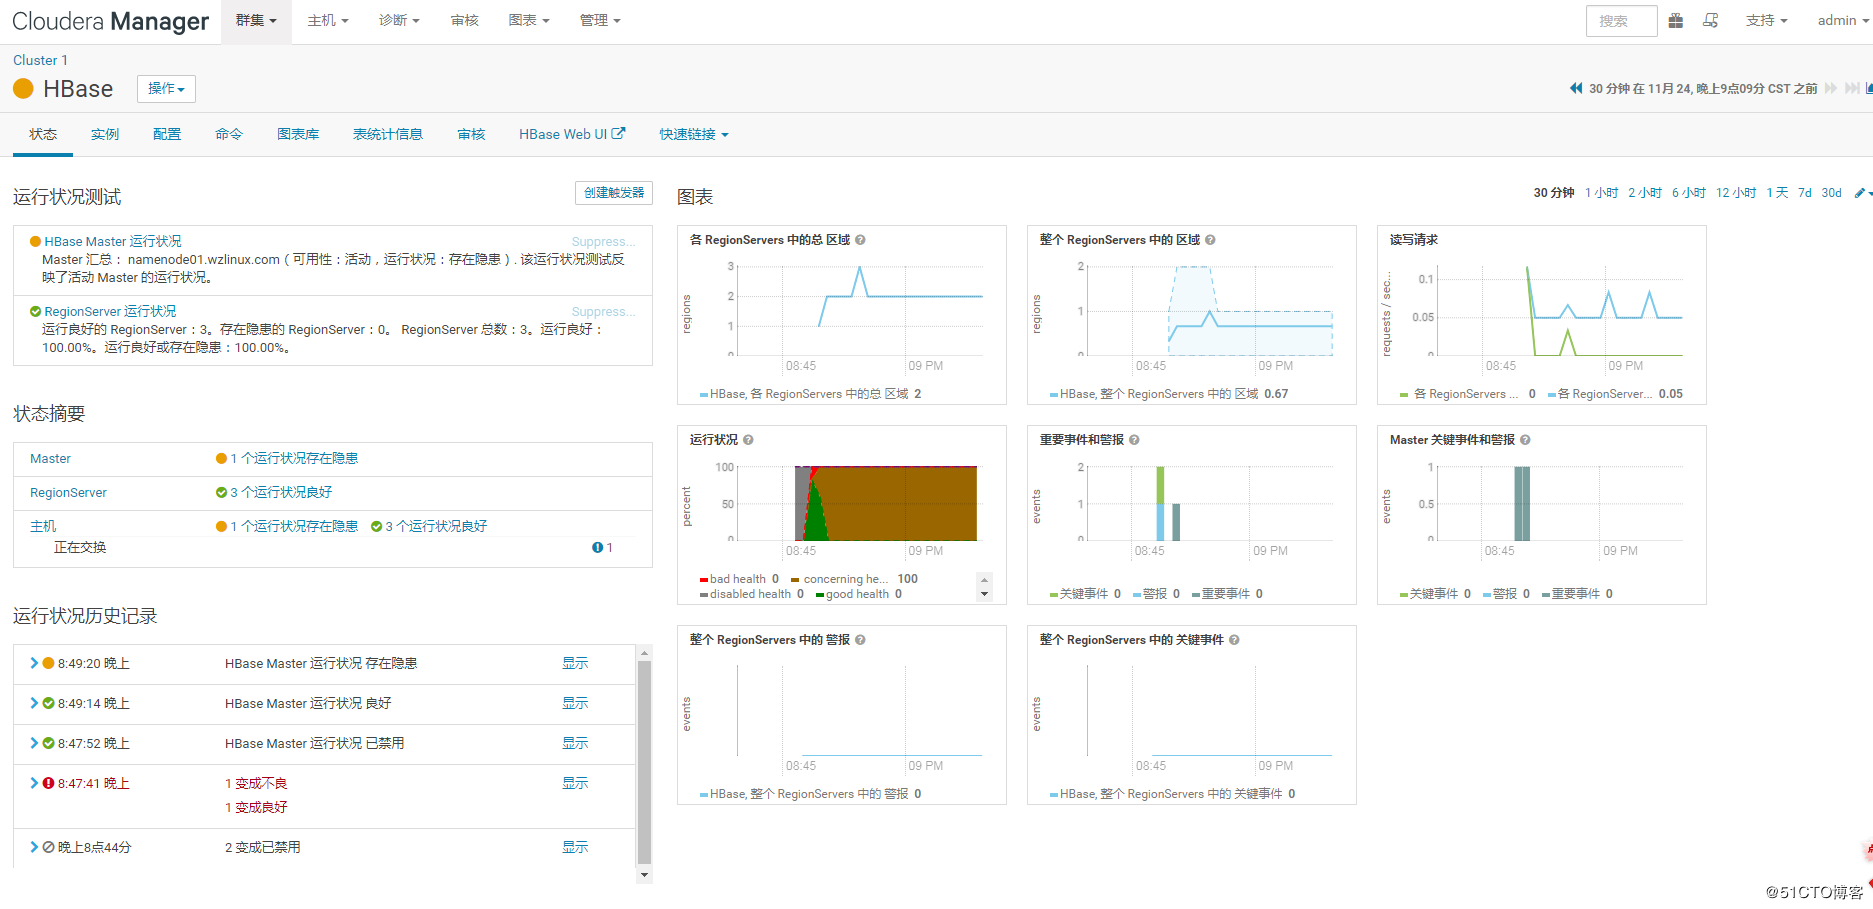 Cloudera Manager 群集 主机 诊断 审核 图表 管理 搜索 支持 admin
Cluster 1
HBase 操作 30 分钟 在 11月 24, 晚上9点09分 CST 之前
状态 实例 配置 命令 图表库 表统计信息 审核 HBase Web UI 快速链接
运行状况测试 创建触发器
HBase Master 运行状况 Suppress...
Master 汇总： namenode01.wzlinux.com（可用性：活动，运行状况：存在隐患）. 该运行状况测试反
映了活动 Master 的运行状况。
RegionServer 运行状况 Suppress...
运行良好的 RegionServer：3。存在隐患的 RegionServer：0。 RegionServer 总数：3。运行良好：
100.00%。运行良好或存在隐患：100.00%。
状态摘要
Master 1 个运行状况存在隐患
RegionServer 3 个运行状况良好
主机 1 个运行状况存在隐患 3 个运行状况良好
正在交换 1
运行状况历史记录
8:49:20 晚上 HBase Master 运行状况 存在隐患 显示
8:49:14 晚上 HBase Master 运行状况 良好 显示
8:47:52 晚上 HBase Master 运行状况 已禁用 显示
8:47:41 晚上 1 变成不良 显示
1 变成良好
晚上8点44分 2 变成已禁用 显示
图表 30 分钟 1 小时 2 小时 6 小时 12 小时 1 天 7d 30d
各 RegionServers 中的总 区域
regions
3
2
1
0
08:45 09 PM
HBase, 各 RegionServers 中的总 区域 2
整个 RegionServers 中的 区域
regions
2
1
0
08:45 09 PM
HBase, 整个 RegionServers 中的 区域 0.67
读写请求
requests / sec...
0.1
0.05
0
08:45 09 PM
各 RegionServers ... 0 各 RegionServer... 0.05
运行状况
percent
100
50
0
08:45 09 PM
bad health 0 concerning he... 100
disabled health 0 good health 0
重要事件和警报
events
2
1
0
08:45 09 PM
关键事件 0 警报 0 重要事件 0
Master 关键事件和警报
events
1
0.5
0
08:45 09 PM
关键事件 0 警报 0 重要事件 0
整个 RegionServers 中的 警报
events
08:45 09 PM
HBase, 整个 RegionServers 中的 警报 0
整个 RegionServers 中的 关键事件
events
08:45 09 PM
HBase, 整个 RegionServers 中的 关键事件 0
@51CTO博客